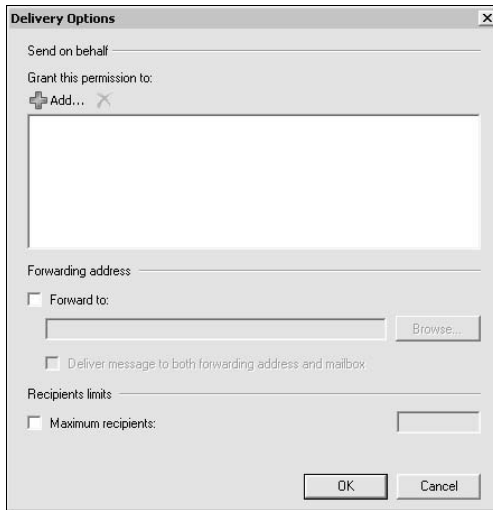 Delivery Options
Send on behalf
Grant this permission to:
Add...
Forwarding address
Forward to:
Browse...
Deliver message to both forwarding address and mailbox
Recipients limits
Maximum recipients:
OK Cancel